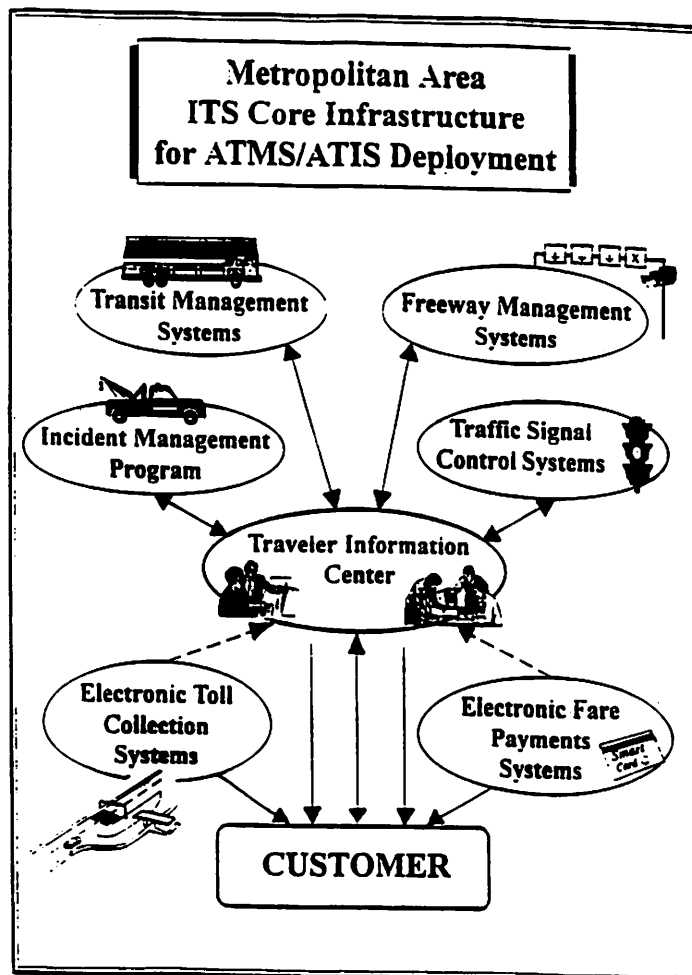 Metropolitan Area
ITS Core Infrastructure
for ATMS/ATIS Deployment
Transit Management
Systems
Freeway Management
Systems
Incident Management
Program
Traffic Signal
Control Systems
Traveler Information
Center
Electronic Toll
Collection
Systems
Electronic Fare
Payments
Systems
Smart
Card
CUSTOMER